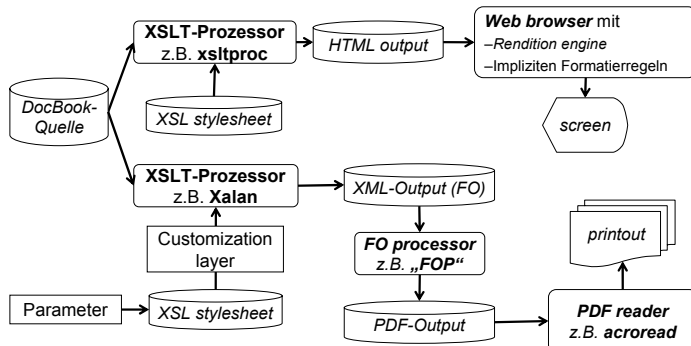 XSLT-Prozessor
z.B. xsltproc
HTML output
Web browser mit
–Rendition engine
–Impliziten Formatierregeln
DocBook-
Quelle
XSL stylesheet
screen
XSLT-Prozessor
z.B. Xalan
XML-Output (FO)
Customization
layer
FO processor
z.B. „FOP“
printout
Parameter
XSL stylesheet
PDF-Output
PDF reader
z.B. acroread